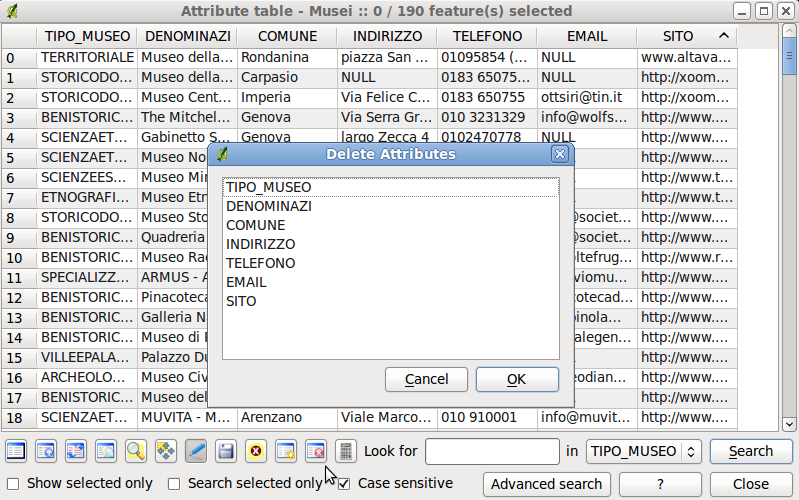 Attribute table - Musei :: 0 / 190 feature(s) selected
TIPO_MUSEO DENOMINAZI COMUNE INDIRIZZO TELEFONO EMAIL SITO
0 TERRITORIALE Museo della... Rondanina piazza San ... 01095854 (... NULL www.altava...
1 STORICODO... Museo della... Carpasio NULL 0183 65075... NULL http://xoom...
2 STORICODO... Museo Cent... Imperia Via Felice C... 0183 650755 ottsiri@tin.it http://xoom...
3 BENISTORIC... The Mitchel... Genova Via Serra Gr... 010 3231329 info@wolfs... http://www....
4 SCIENZAET... Gabinetto S... Genova largo Zecca 4 0102470778 NULL http://www....
5 SCIENZAET... Museo No http://www....
6 SCIENZEES... Museo Min http://www.t...
7 ETNOGRAFI... Museo Etn http://www.t...
8 STORICODO... Museo Sto @societ... http://www....
9 BENISTORIC... Quadreria @societ... http://www....
10 BENISTORIC... Museo Rac oltefrug... http://www.r...
11 SPECIALIZZ... ARMUS - A viomu... http://www....
12 BENISTORIC... Pinacoteca cotecad... http://www....
13 BENISTORIC... Galleria N pinola... http://www....
14 BENISTORIC... Museo di P alegen... http://www....
15 VILLEEPALA... Palazzo Du http://www....
16 ARCHEOLO... Museo Civ eodian... http://www....
17 BENISTORIC... Museo del http://www....
18 SCIENZAET... MUVITA - M... Arenzano Viale Marco... 010 910001 info@muvit... http://www....
Delete Attributes
TIPO_MUSEO
DENOMINAZI
COMUNE
INDIRIZZO
TELEFONO
EMAIL
SITO
Cancel OK
Look for in TIPO_MUSEO Search
Show selected only Search selected only Case sensitive Advanced search ? Close